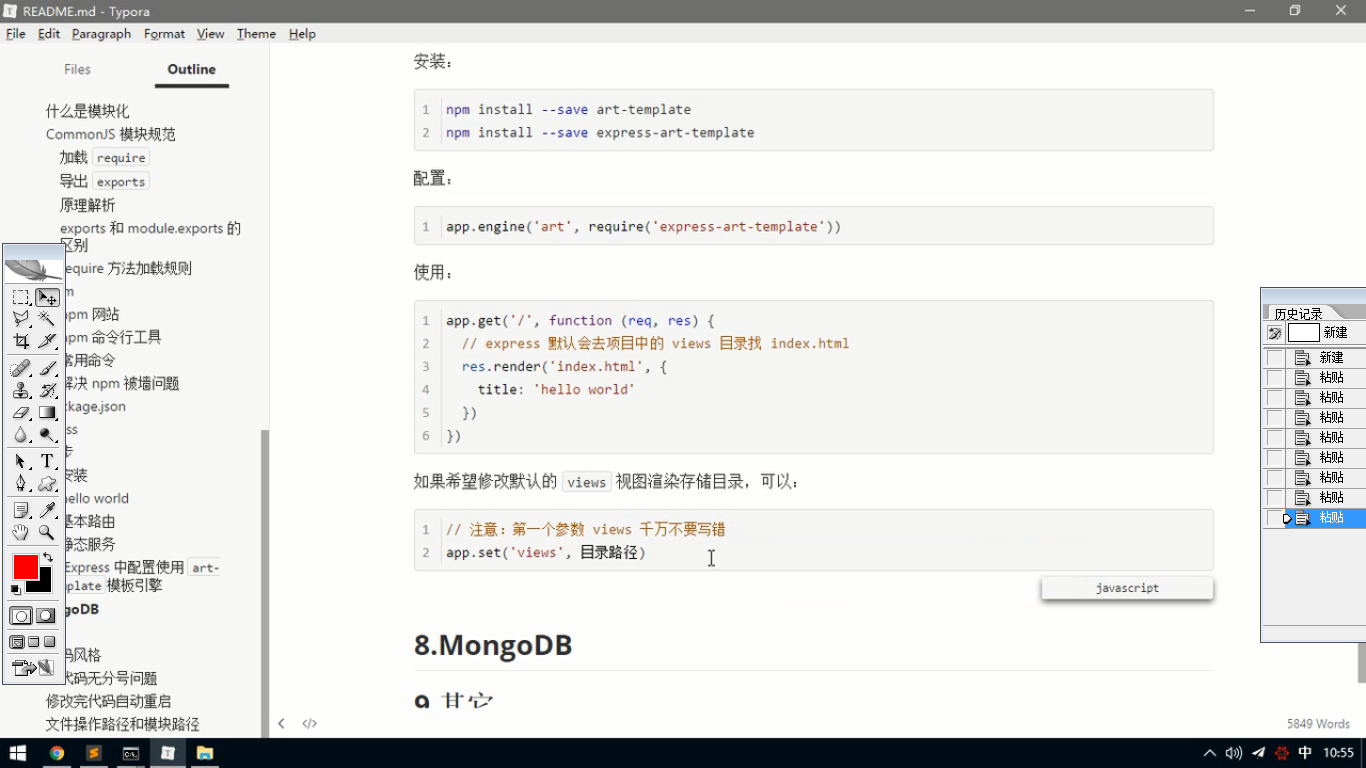 README.md - Typora
File Edit Paragraph Format View Theme Help
Files Outline
什么是模块化
CommonJS 模块规范
加载 require
导出 exports
原理解析
exports 和 module.exports 的
区别
equire 方法加载规则
m
npm 网站
npm 命令行工具
常用命令
解决 npm 被墙问题
ckage.json
ss
安装
hello world
基本路由
静态服务
Express 中配置使用 art-
plate 模板引擎
goDB
码风格
代码无分号问题
修改完代码自动重启
文件操作路径和模块路径
安装：
1 npm install --save art-template
2 npm install --save express-art-template
配置：
1 app.engine('art', require('express-art-template'))
使用：
1 app.get('/', function (req, res) {
2 // express 默认会去项目中的 views 目录找 index.html
3 res.render('index.html', {
4 title: 'hello world'
5 })
6 })
如果希望修改默认的 views 视图渲染存储目录，可以：
1 // 注意：第一个参数 views 千万不要写错
2 app.set('views', 目录路径)
javascript
8.MongoDB
9 其它
5849 Words
历史记录
新建
新建
粘贴
粘贴
粘贴
粘贴
粘贴
粘贴
粘贴
粘贴
中 10:55